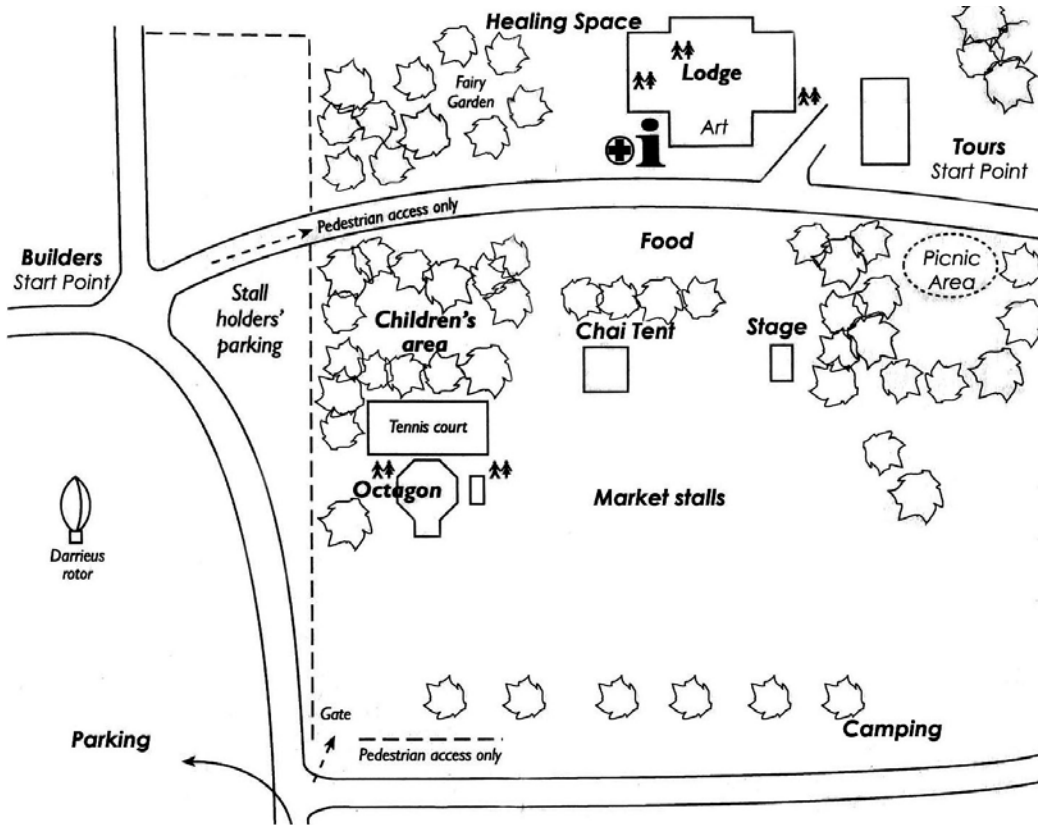 Healing Space
Lodge
Fairy
Garden
Art
i
Tours
Start Point
Pedestrian access only
Builders
Start Point
Food
Picnic
Area
Stall
holders'
parking
Children's
area
Chai Tent
Stage
Tennis court
Octagon
Market stalls
Darrieus
rotor
Gate
Parking
Pedestrian access only
Camping